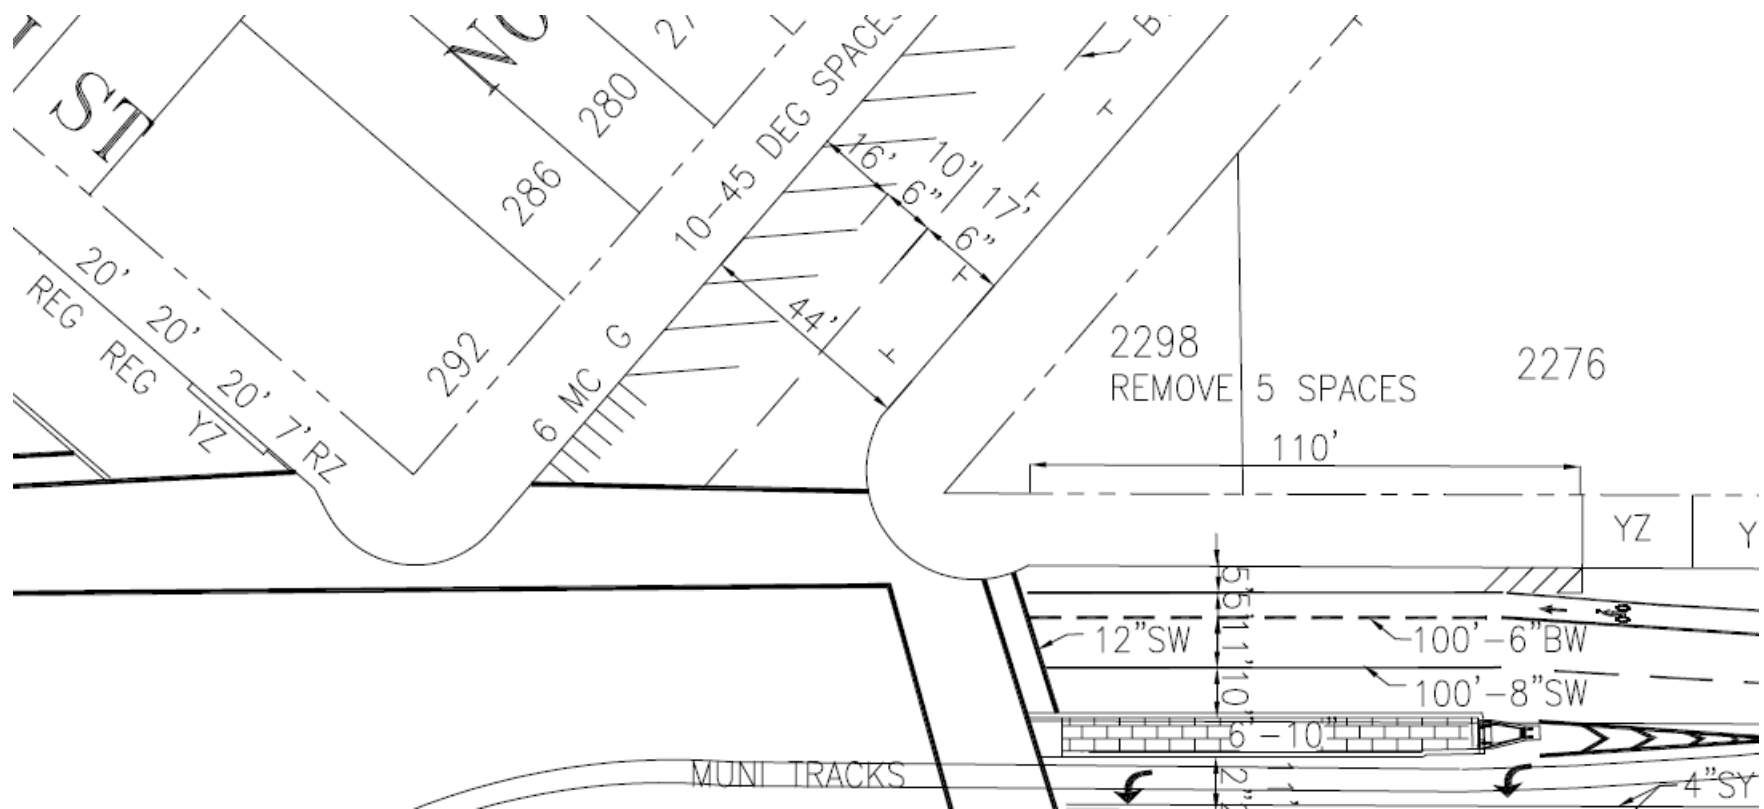 ST
NO
27
280
286
292
10-45 DEG SPACES
B
16'
10'
6"
17'
6"
44'
20' 20' 20' 7'RZ
REG REG YZ
6 MC G
2298
REMOVE 5 SPACES
2276
110'
YZ
Y
5'
5'
11'
10'
12"SW
100'-6"BW
100'-8"SW
6'-10"
MUNI TRACKS
4"SY